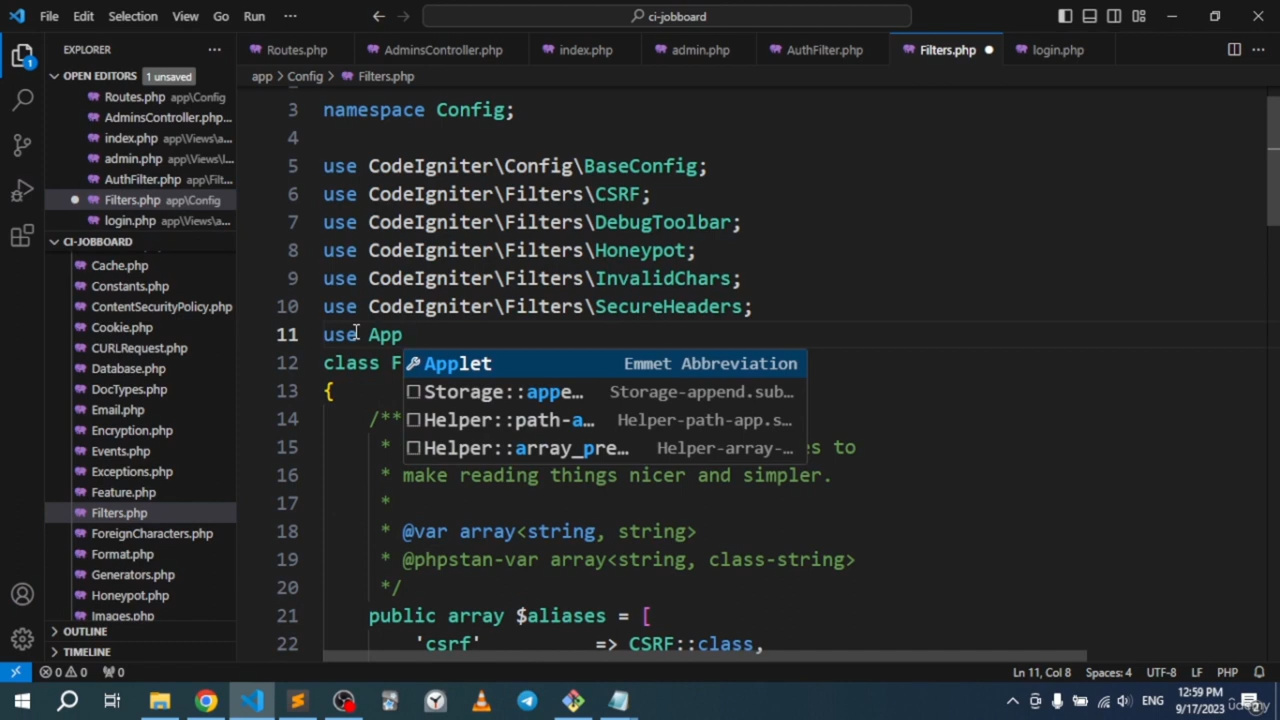 File Edit Selection View Go Run ··· ci-jobboard
EXPLORER ···
Routes.php AdminsController.php index.php admin.php AuthFilter.php Filters.php login.php
OPEN EDITORS 1 unsaved
app > Config > Filters.php
Routes.php app\Config
AdminsController.php...
index.php app\Views\a...
admin.php app\Views\l...
AuthFilter.php app\Filt...
Filters.php app\Config
login.php app\Views\a...
CI-JOBBOARD
Cache.php
Constants.php
ContentSecurityPolicy.php
Cookie.php
CURLRequest.php
Database.php
DocTypes.php
Email.php
Encryption.php
Events.php
Exceptions.php
Feature.php
Filters.php
ForeignCharacters.php
Format.php
Generators.php
Honeypot.php
Images.php
OUTLINE
TIMELINE
3 namespace Config;
4
5 use CodeIgniter\Config\BaseConfig;
6 use CodeIgniter\Filters\CSRF;
7 use CodeIgniter\Filters\DebugToolbar;
8 use CodeIgniter\Filters\Honeypot;
9 use CodeIgniter\Filters\InvalidChars;
10 use CodeIgniter\Filters\SecureHeaders;
11 use App
12 class F
Applet Emmet Abbreviation
13 {
Storage::appe... Storage-append.sub...
14 /**
Helper::path-a... Helper-path-app.s...
15 * es to
Helper::array_pre... Helper-array-...
16 * make reading things nicer and simpler.
17 *
18 * @var array<string, string>
19 * @phpstan-var array<string, class-string>
20 */
21 public array $aliases = [
22 'csrf' => CSRF::class,
0 0 0 Ln 11, Col 8 Spaces: 4 UTF-8 LF PHP
ENG 12:59 PM
9/17/2023
udemy